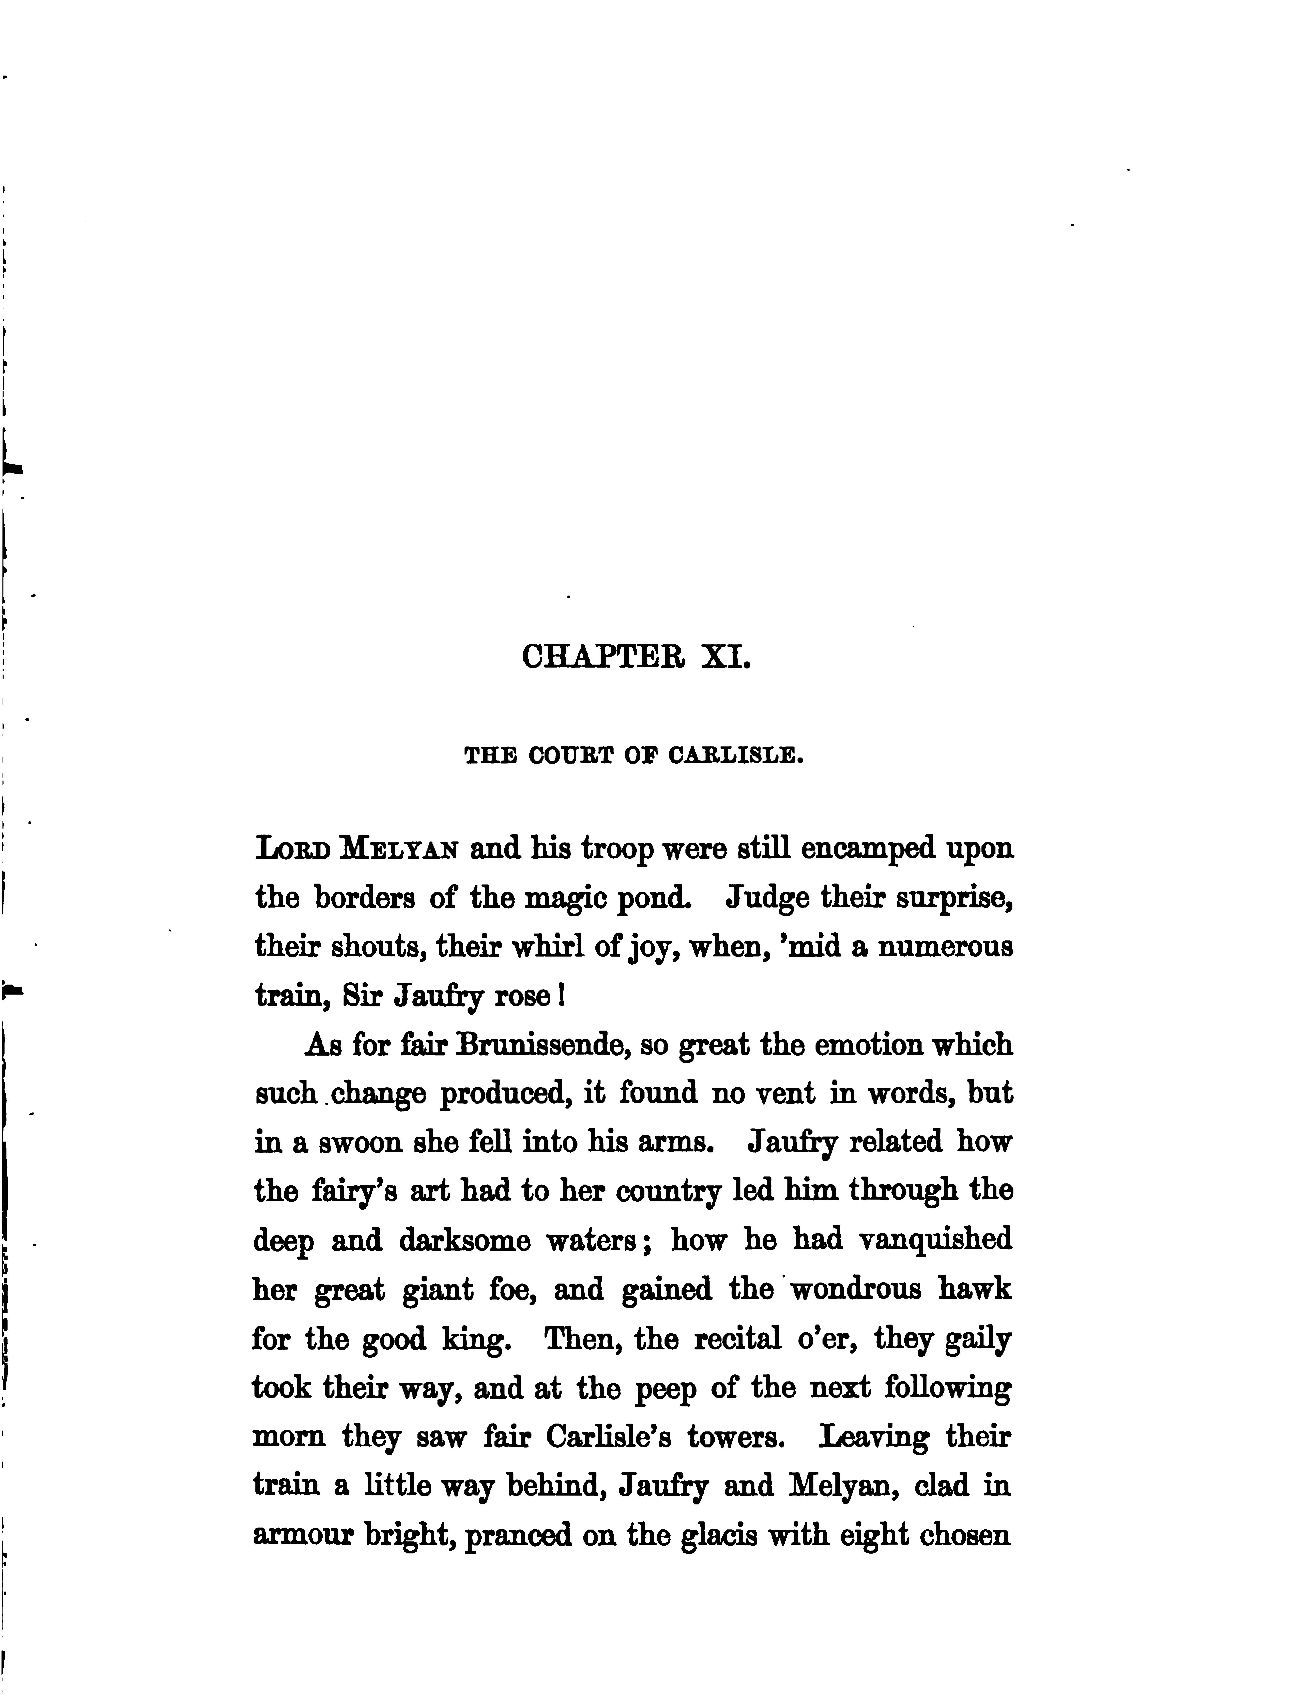 CHAPTER XI.
THE COURT OF CARLISLE.
LORD MELYAN and his troop were still encamped upon
the borders of the magic pond. Judge their surprise,
their shouts, their whirl of joy, when, 'mid a numerous
train, Sir Jaufry rose!
As for fair Brunissende, so great the emotion which
such change produced, it found no vent in words, but
in a swoon she fell into his arms. Jaufry related how
the fairy's art had to her country led him through the
deep and darksome waters; how he had vanquished
her great giant foe, and gained the wondrous hawk
for the good king. Then, the recital o'er, they gaily
took their way, and at the peep of the next following
morn they saw fair Carlisle's towers. Leaving their
train a little way behind, Jaufry and Melyan, clad in
armour bright, pranced on the glacis with eight chosen